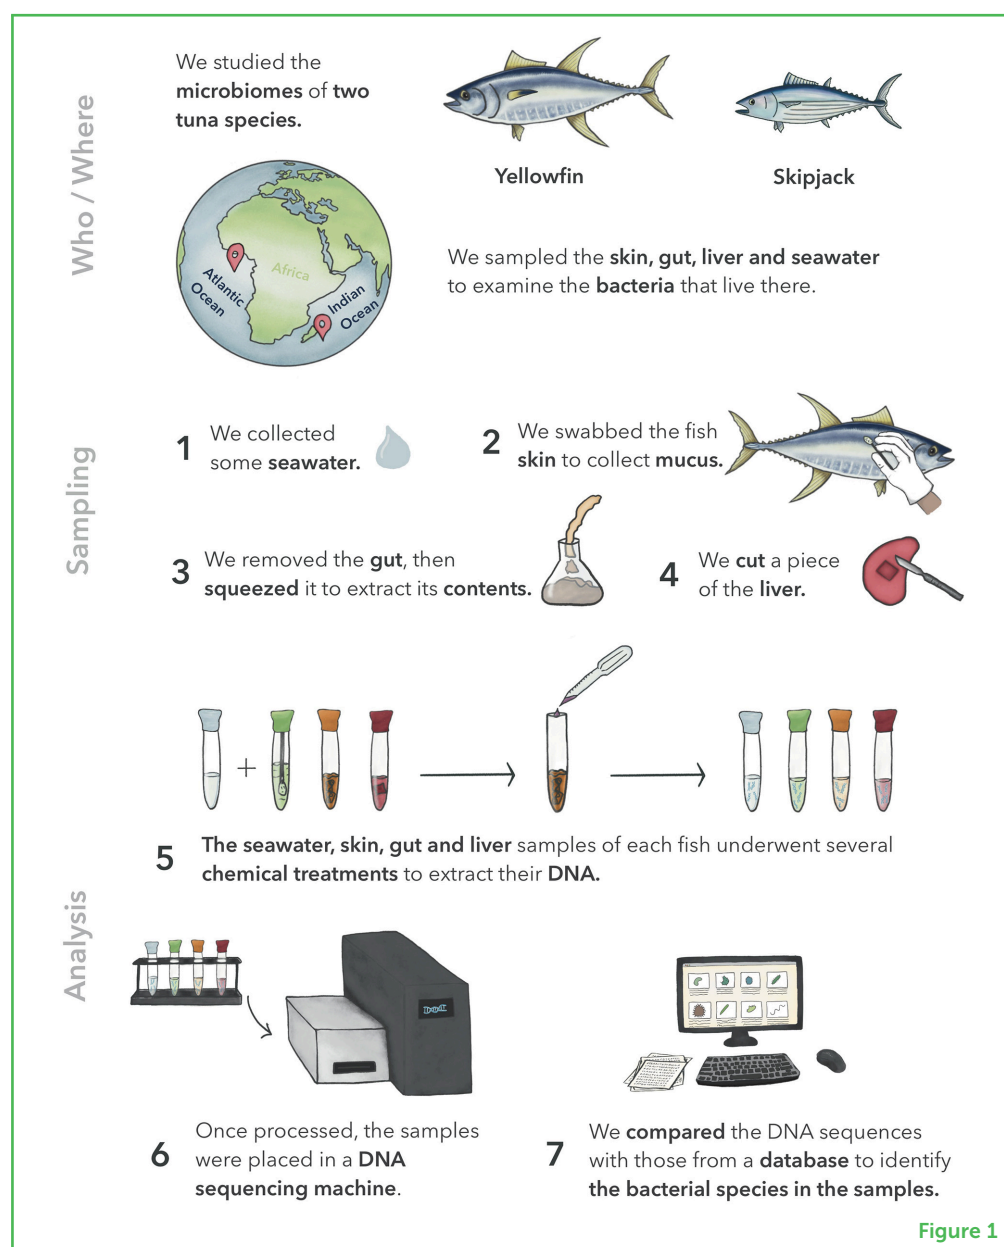 Who / Where
We studied the
microbiomes of two
tuna species.
Yellowfin
Skipjack
Africa
Atlantic
Ocean
Indian
Ocean
We sampled the skin, gut, liver and seawater
to examine the bacteria that live there.
Sampling
1 We collected
some seawater.
2 We swabbed the fish
skin to collect mucus.
3 We removed the gut, then
squeezed it to extract its contents.
4 We cut a piece
of the liver.
Analysis
+
5 The seawater, skin, gut and liver samples of each fish underwent several
chemical treatments to extract their DNA.
6 Once processed, the samples
were placed in a DNA
sequencing machine.
7 We compared the DNA sequences
with those from a database to identify
the bacterial species in the samples.
Figure 1